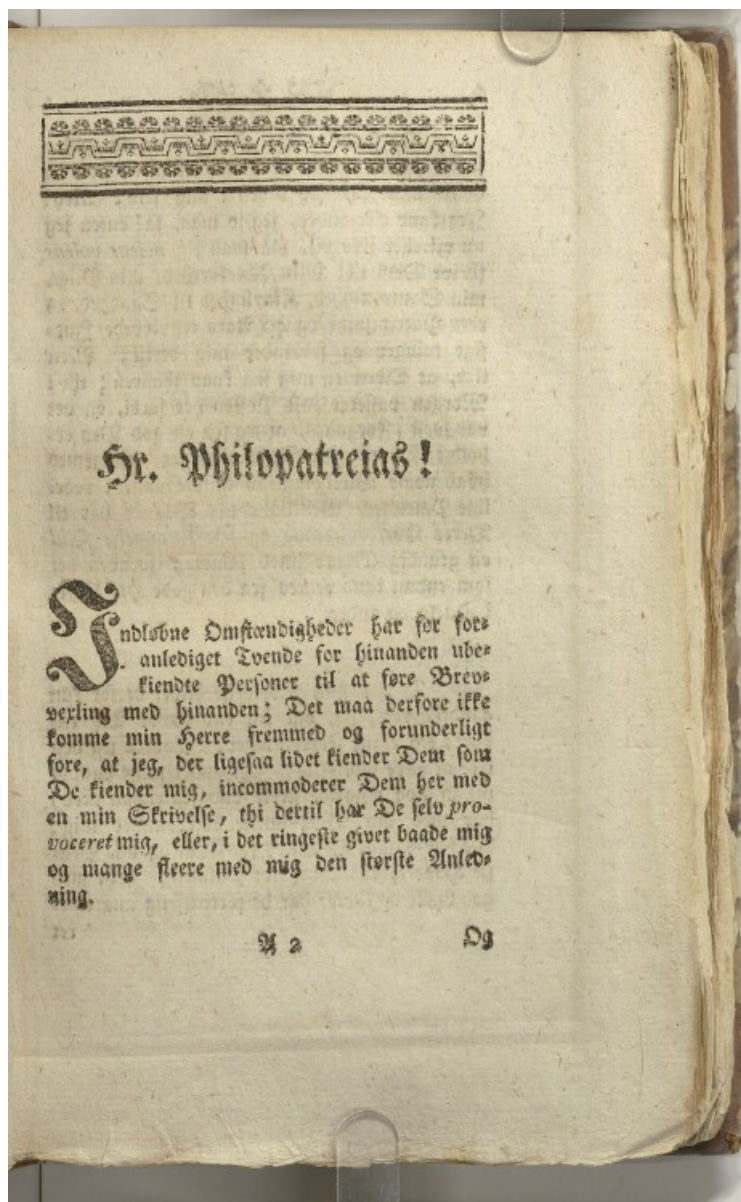 Hr. Philopatreias!
Indløbne Omstændigheder har før for-
anlediget Tvende for hinanden ube-
kiendte Personer til at føre Brev-
vexling med hinanden; Det maa derfore ikke
komme min Herre fremmed og forunderligt
fore, at jeg, der ligesaa lidet kiender Dem som
De kiender mig, incommoderer Dem her med
en min Skrivelse, thi dertil har De selv pro-
voceret mig, eller, i det ringeste givet baade mig
og mange fleere med mig den største Anled-
ning.
A 2 Og